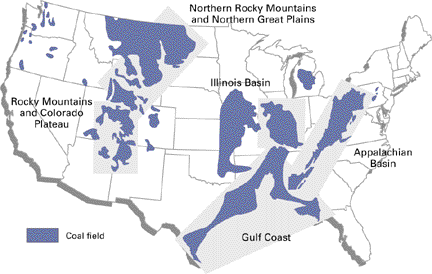 Northern Rocky Mountains
and Northern Great Plains
Illinois Basin
Rocky Mountains
and Colorado
Plateau
Appalachian
Basin
Gulf Coast
Coal field